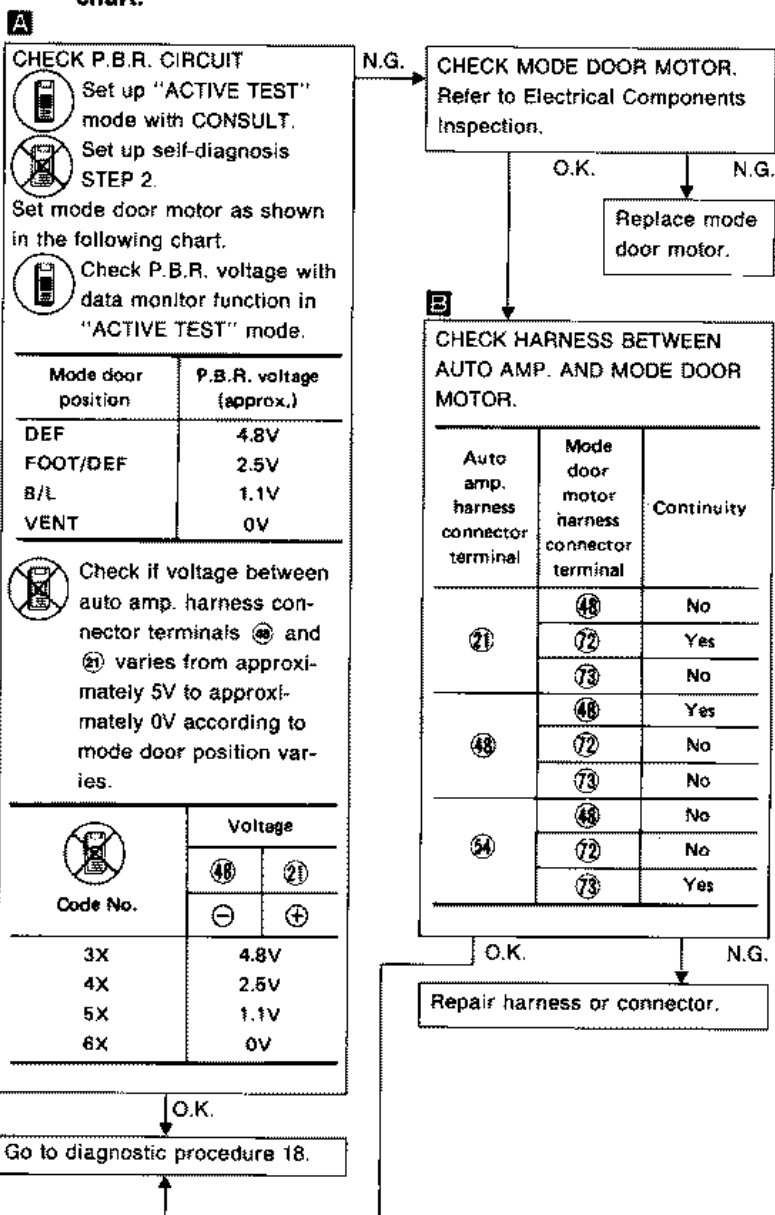 chart.
A
CHECK P.B.R. CIRCUIT
Set up "ACTIVE TEST"
mode with CONSULT.
Set up self-diagnosis
STEP 2.
Set mode door motor as shown
in the following chart.
Check P.B.R. voltage with
data monitor function in
"ACTIVE TEST" mode.
Mode door position P.B.R. voltage (approx.)
DEF 4.8V
FOOT/DEF 2.5V
B/L 1.1V
VENT 0V
Check if voltage between
auto amp. harness con-
nector terminals 48 and
21 varies from approxi-
mately 5V to approxi-
mately 0V according to
mode door position var-
ies.
Voltage
48 21
Code No. ⊖ ⊕
3X 4.8V
4X 2.5V
5X 1.1V
6X 0V
O.K.
Go to diagnostic procedure 18.
N.G.
CHECK MODE DOOR MOTOR.
Refer to Electrical Components
Inspection.
O.K. N.G.
Replace mode
door motor.
B
CHECK HARNESS BETWEEN
AUTO AMP. AND MODE DOOR
MOTOR.
Auto amp. harness connector terminal Mode door motor harness connector terminal Continuity
21 48 No
72 Yes
73 No
48 48 Yes
72 No
73 No
54 48 No
72 No
73 Yes
O.K. N.G.
Repair harness or connector.